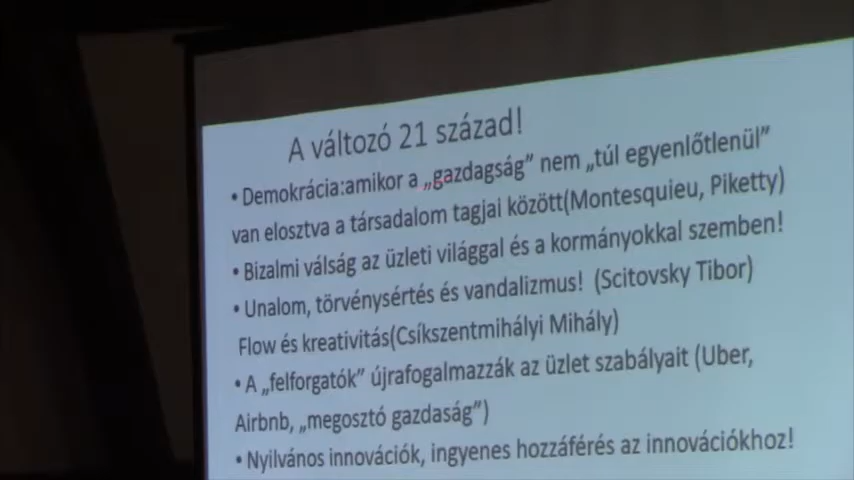 A változó 21 század!
• Demokrácia:amikor a „gazdagság” nem „túl egyenlőtlenül”
van elosztva a társadalom tagjai között(Montesquieu, Piketty)
• Bizalmi válság az üzleti világgal és a kormányokkal szemben!
• Unalom, törvénysértés és vandalizmus! (Scitovsky Tibor)
Flow és kreativitás(Csíkszentmihályi Mihály)
• A „felforgatók” újrafogalmazzák az üzlet szabályait (Uber,
Airbnb, „megosztó gazdaság”)
• Nyilvános innovációk, ingyenes hozzáférés az innovációkhoz!